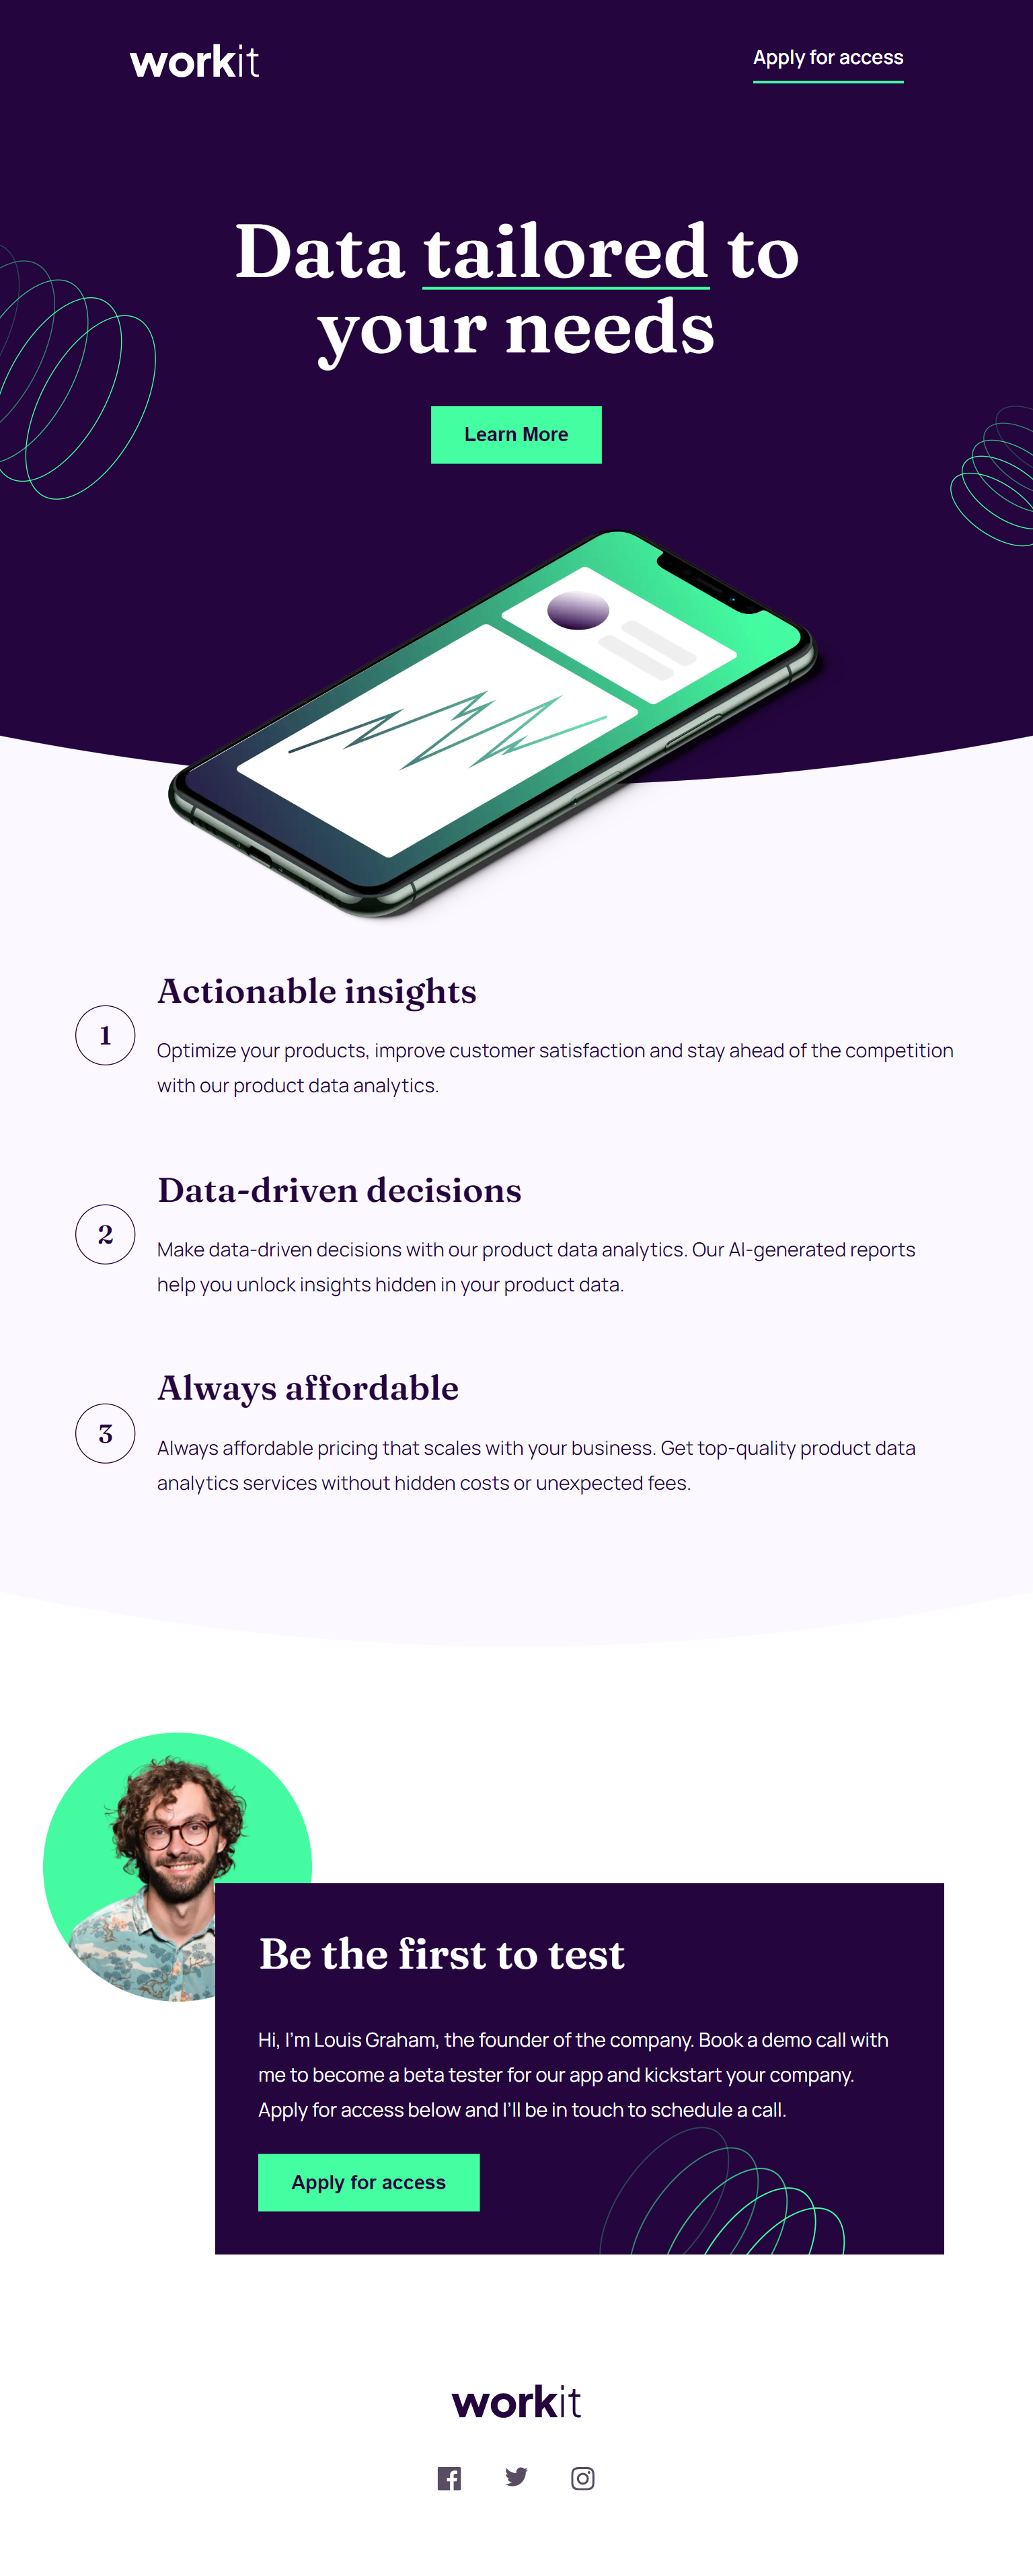 workit
Apply for access
Data tailored to
your needs
Learn More
1
Actionable insights
Optimize your products, improve customer satisfaction and stay ahead of the competition
with our product data analytics.
2
Data-driven decisions
Make data-driven decisions with our product data analytics. Our AI-generated reports
help you unlock insights hidden in your product data.
3
Always affordable
Always affordable pricing that scales with your business. Get top-quality product data
analytics services without hidden costs or unexpected fees.
Be the first to test
Hi, I'm Louis Graham, the founder of the company. Book a demo call with
me to become a beta tester for our app and kickstart your company.
Apply for access below and I'll be in touch to schedule a call.
Apply for access
workit